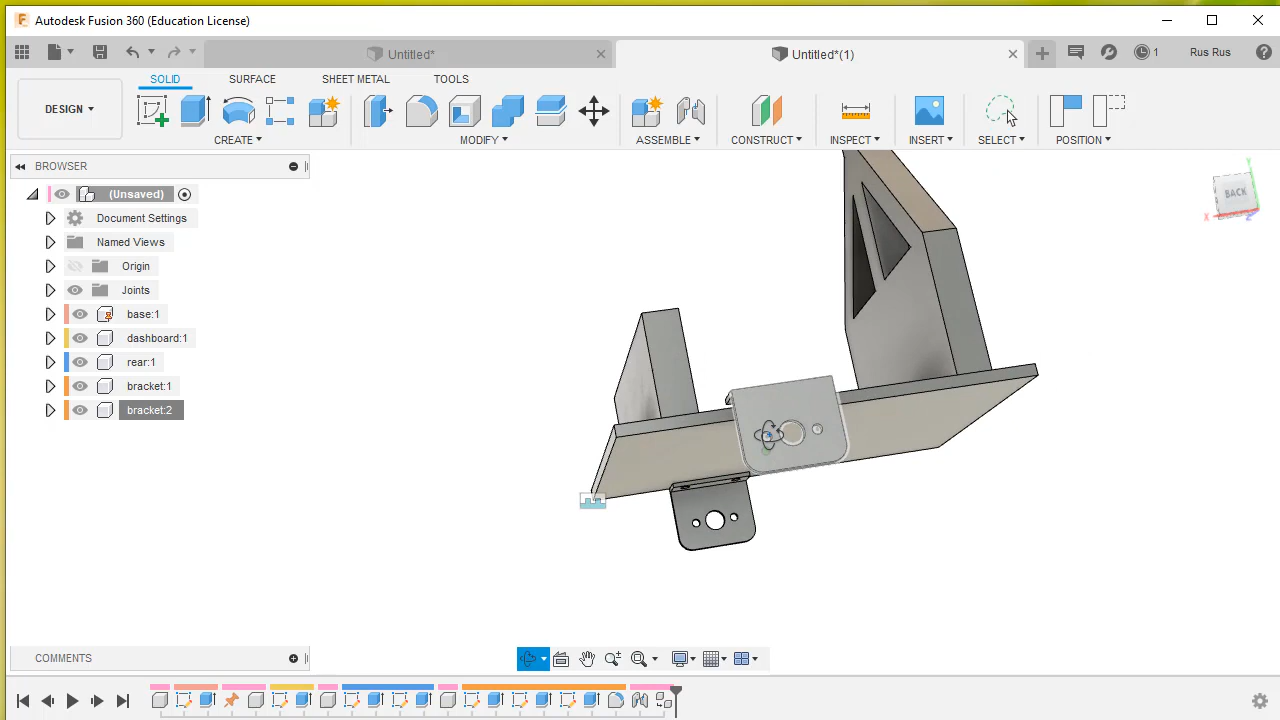 Autodesk Fusion 360 (Education License)
Untitled*
Untitled*(1)
1
Rus Rus
DESIGN
SOLID
SURFACE
SHEET METAL
TOOLS
CREATE
MODIFY
ASSEMBLE
CONSTRUCT
INSPECT
INSERT
SELECT
POSITION
BROWSER
(Unsaved)
Document Settings
Named Views
Origin
Joints
base:1
dashboard:1
rear:1
bracket:1
bracket:2
BACK
X
Y
Z
COMMENTS